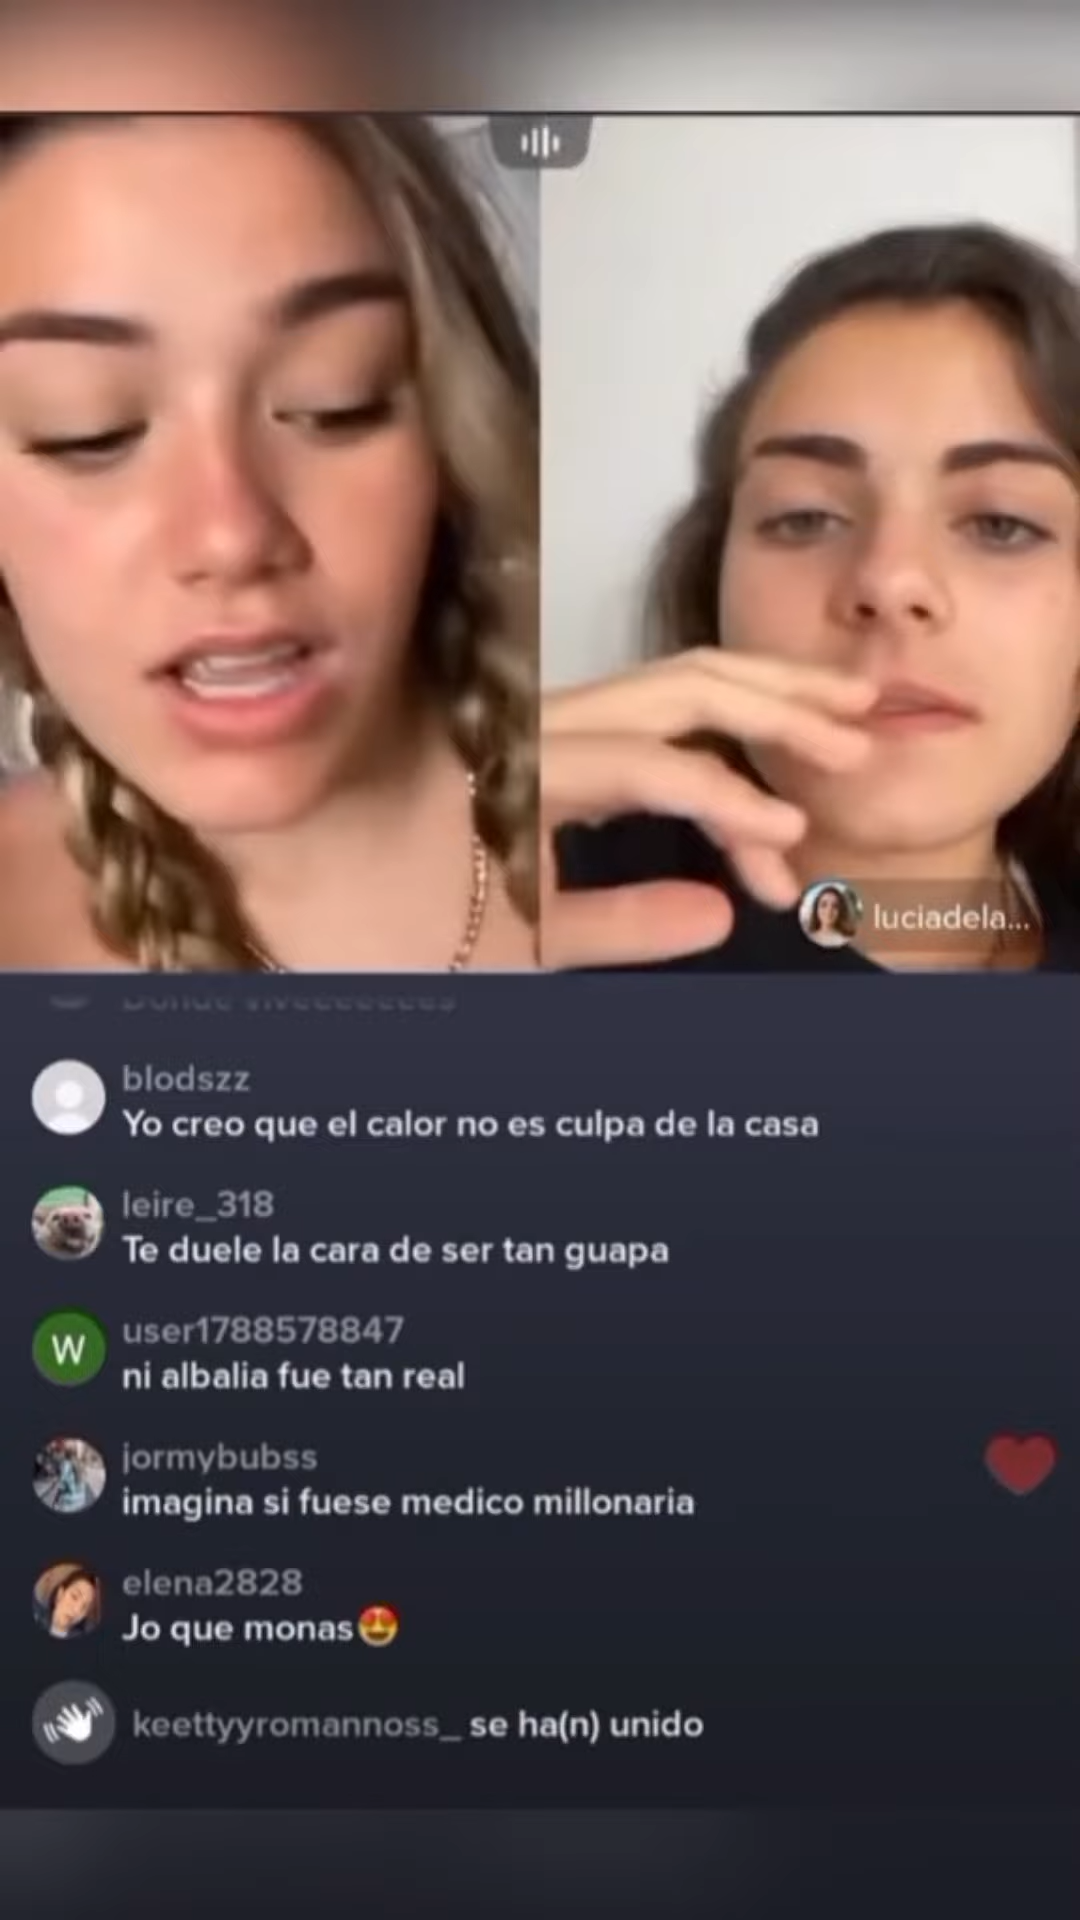 luciadela...
blodszz
Yo creo que el calor no es culpa de la casa
leire_318
Te duele la cara de ser tan guapa
W
user1788578847
ni albalia fue tan real
jormybubss
imagina si fuese medico millonaria
elena2828
Jo que monas😍
keettyyromannoss_ se ha(n) unido